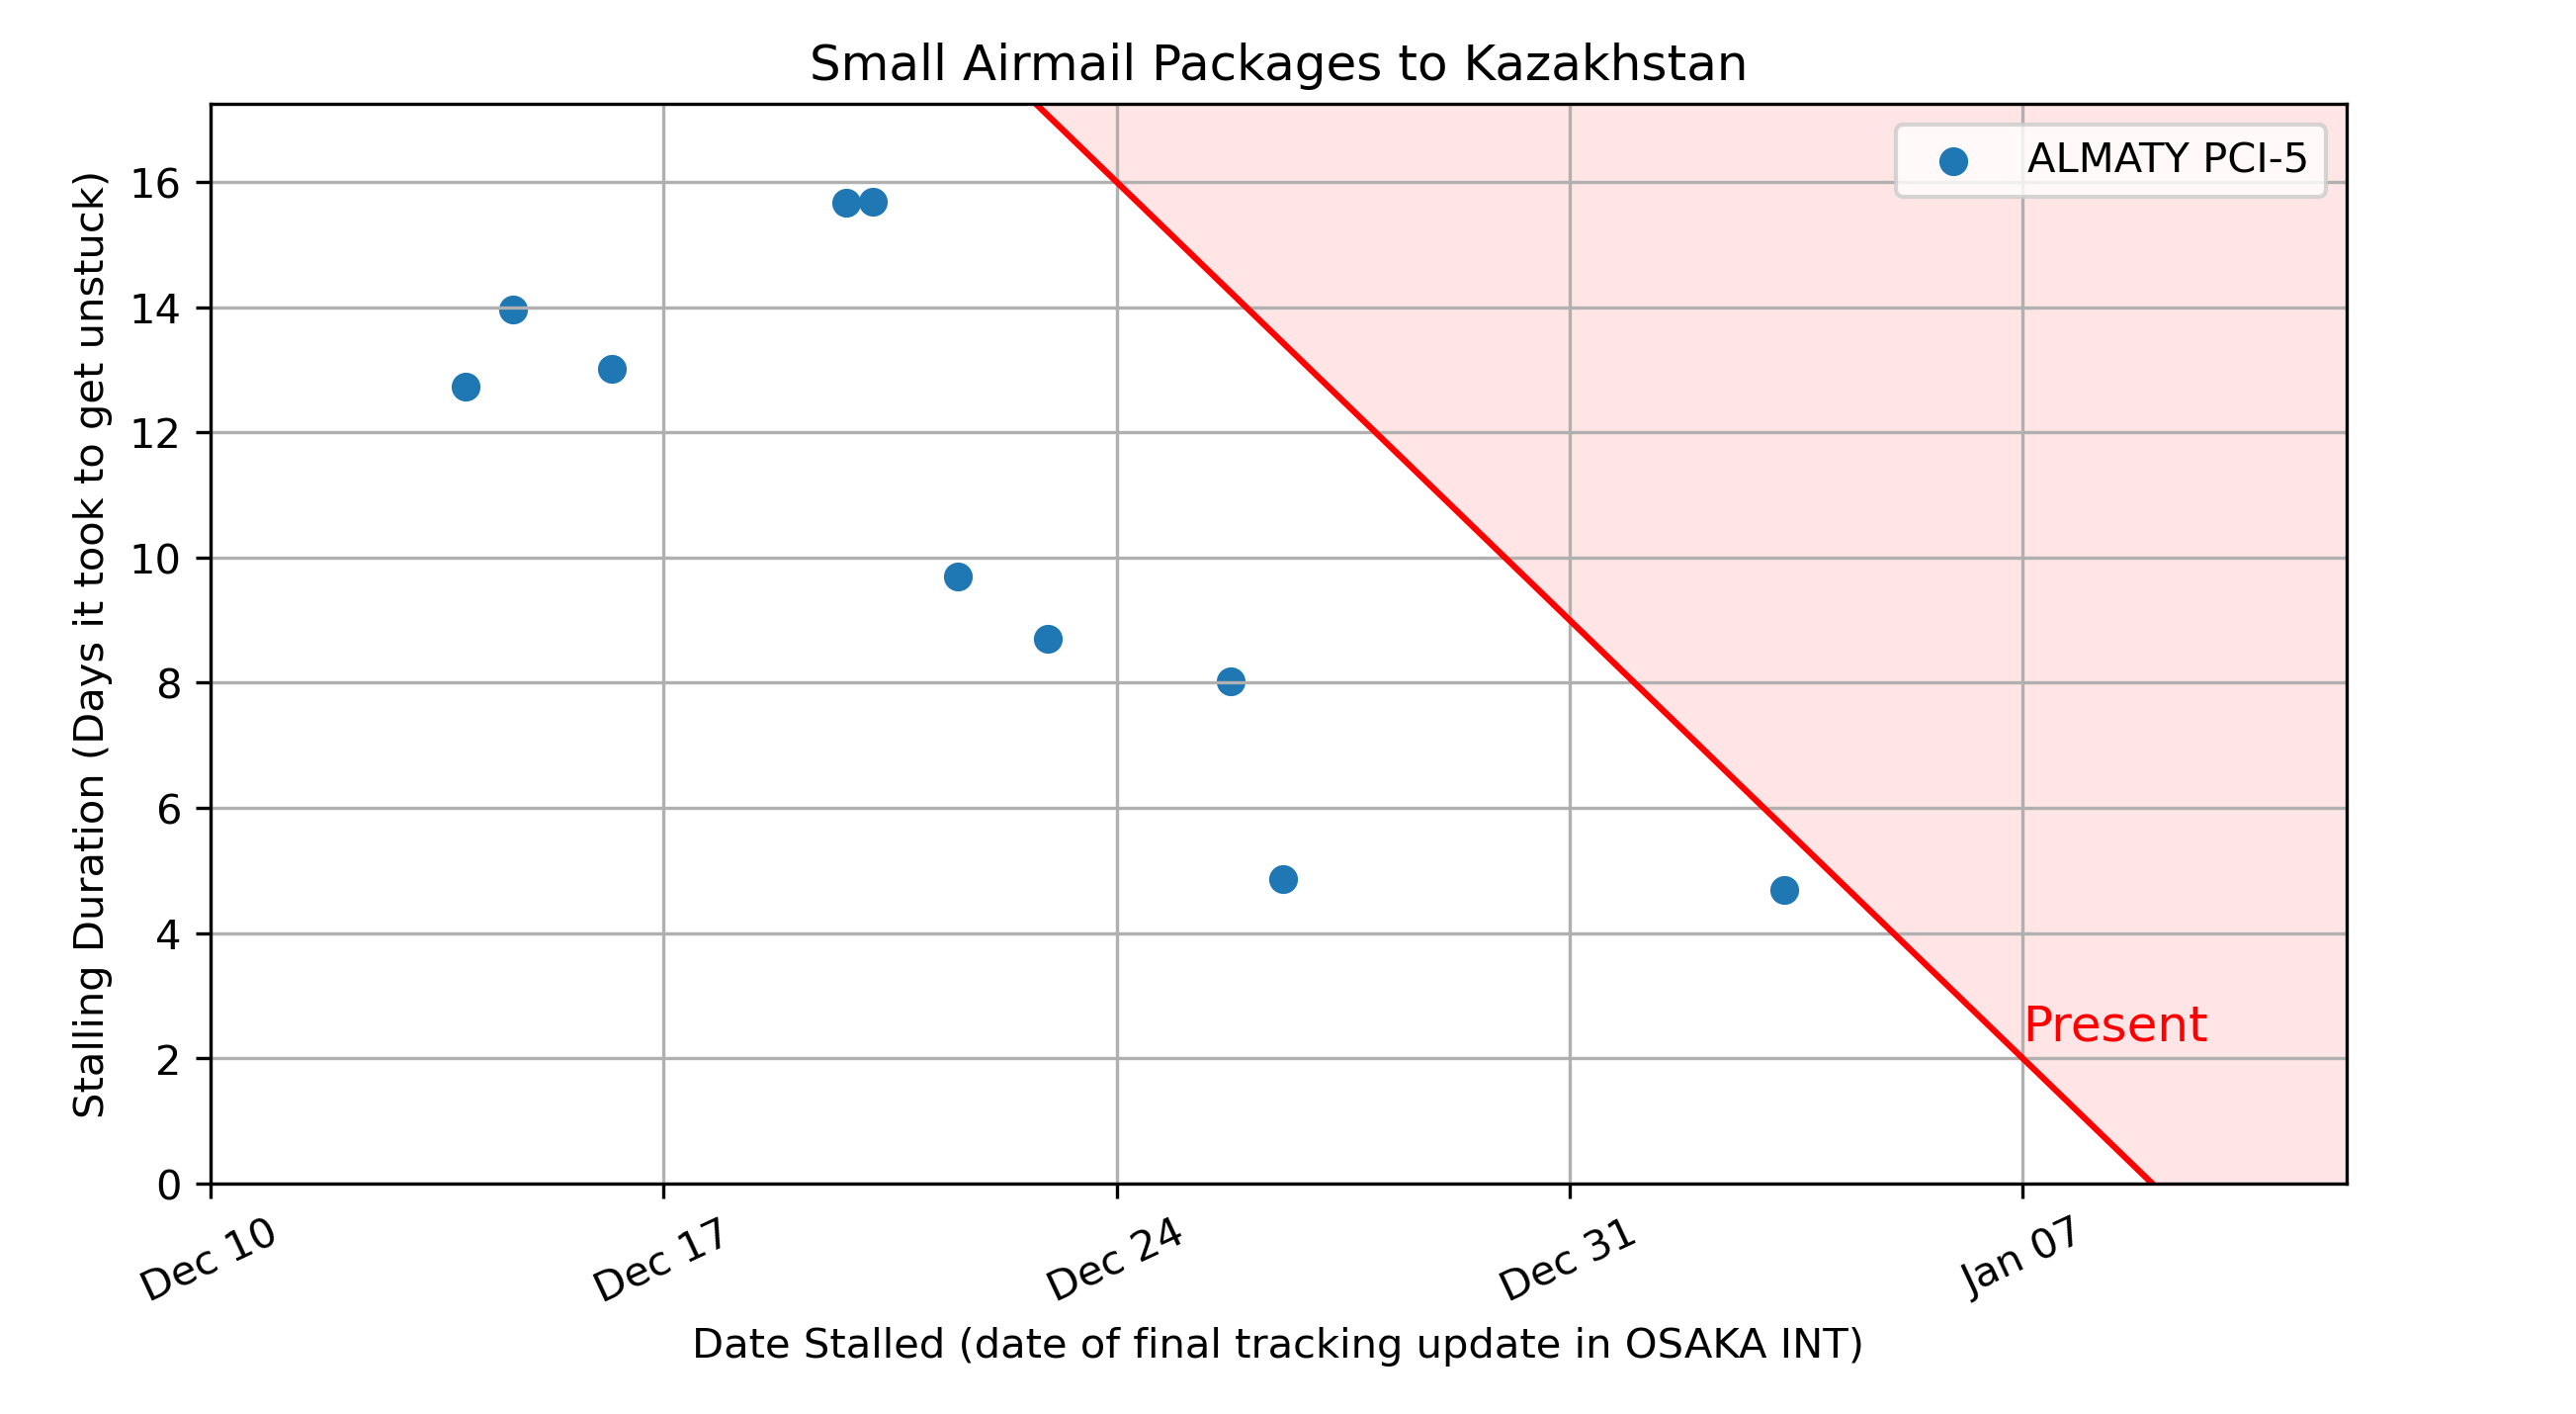 Small Airmail Packages to Kazakhstan
ALMATY PCI-5
Stalling Duration (Days it took to get unstuck)
16
14
12
10
8
6
4
2
0
Present
Dec 10
Dec 17
Dec 24
Dec 31
Jan 07
Date Stalled (date of final tracking update in OSAKA INT)